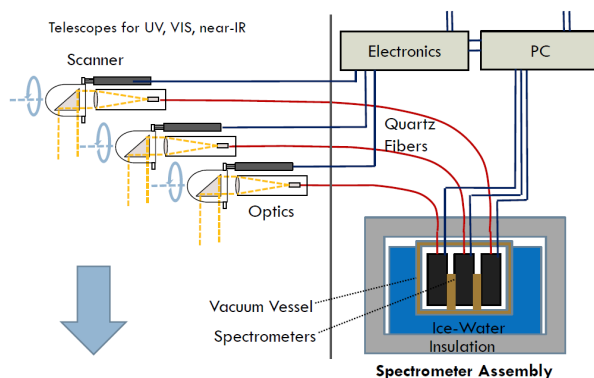 Telescopes for UV, VIS, near-IR
Scanner
Electronics
PC
Quartz
Fibers
Optics
Vacuum Vessel
Spectrometers
Ice-Water
Insulation
Spectrometer Assembly